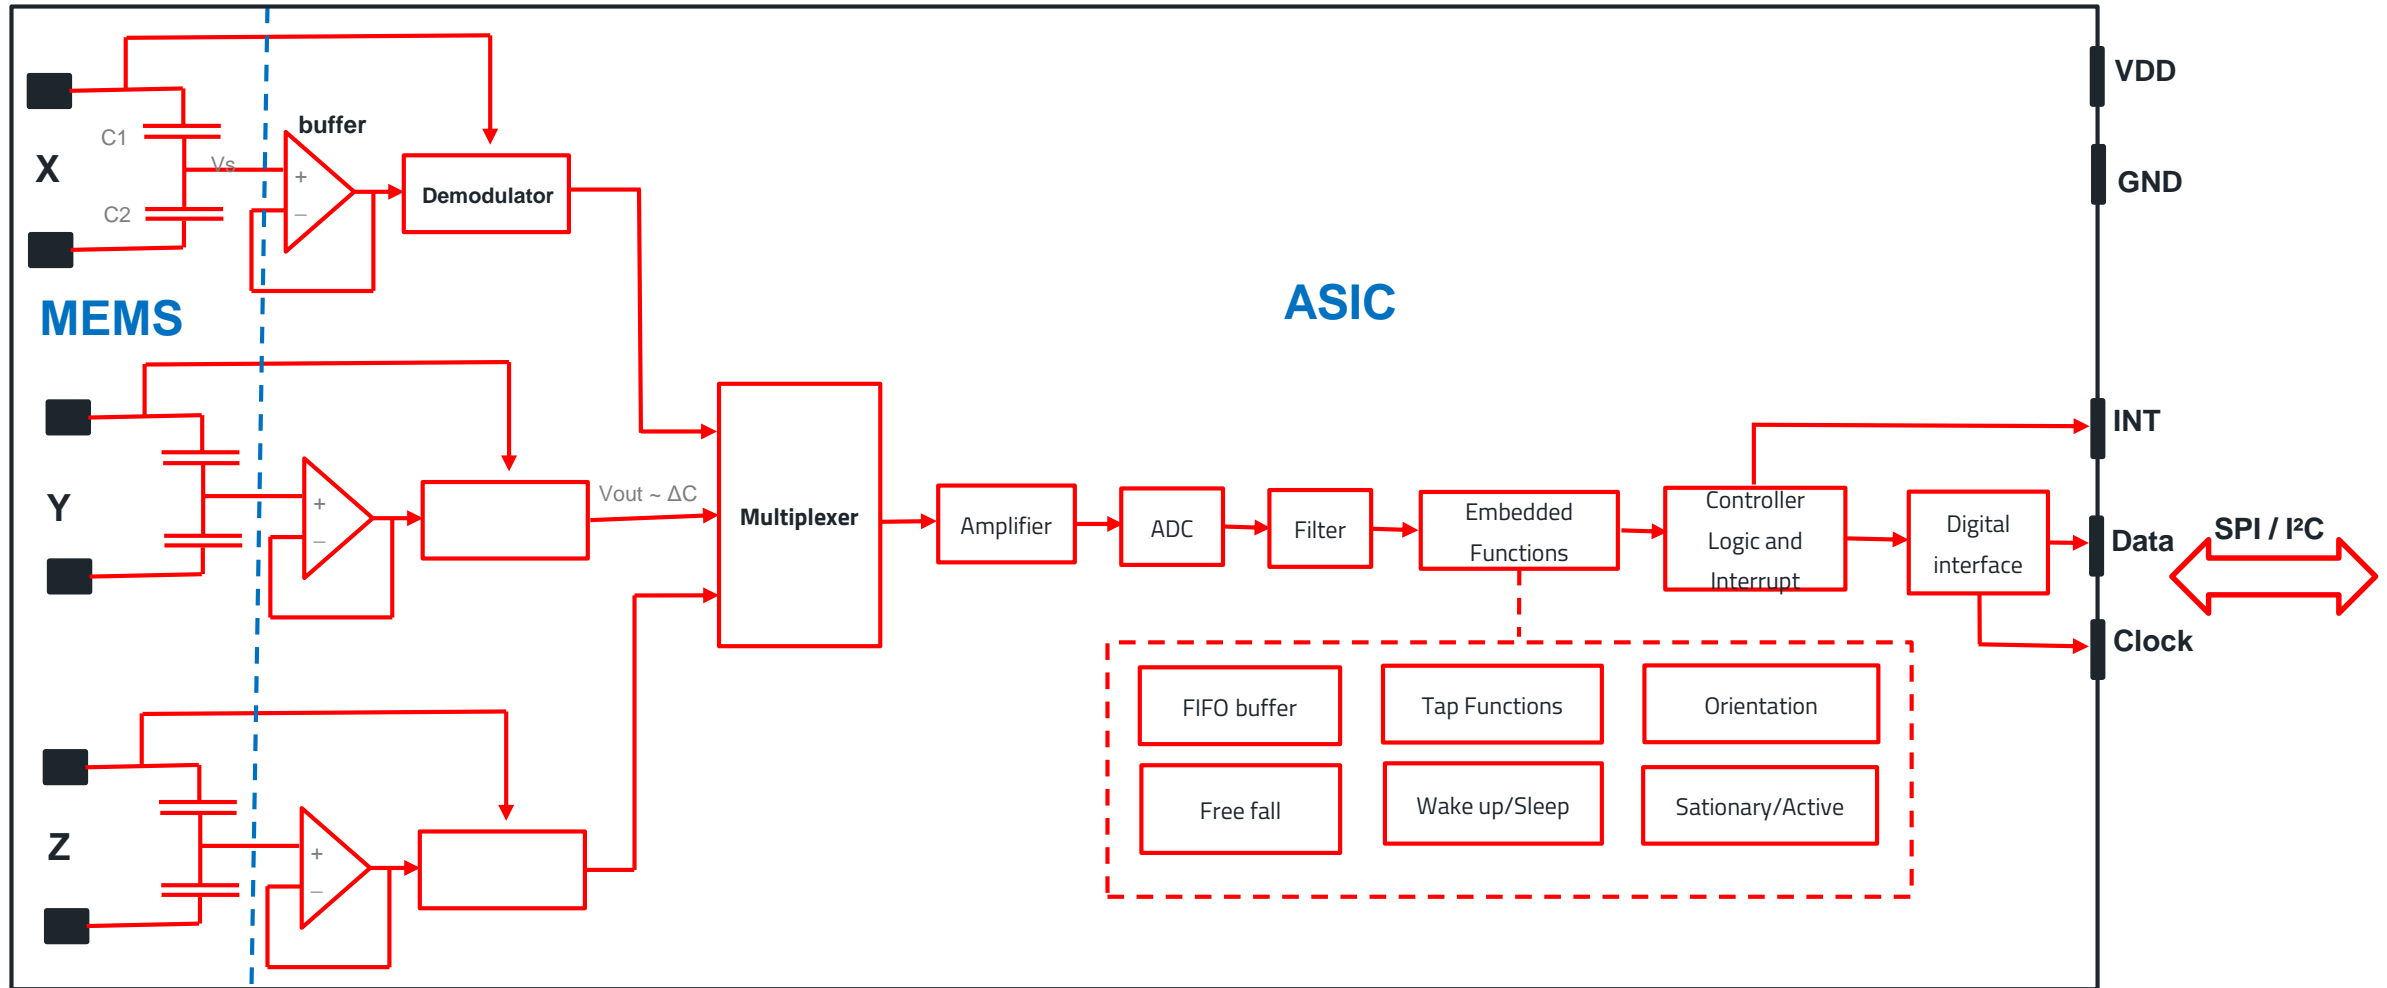 VDD
buffer
C1
Vs
X
+
Demodulator
GND
C2
–
MEMS
ASIC
INT
Y
+
–
Vout ~ ΔC
Multiplexer
Amplifier
ADC
Filter
Embedded
Functions
Controller
Logic and
Interrupt
Digital
interface
Data
SPI / I²C
Clock
FIFO buffer
Tap Functions
Orientation
Free fall
Wake up/Sleep
Sationary/Active
Z
+
–